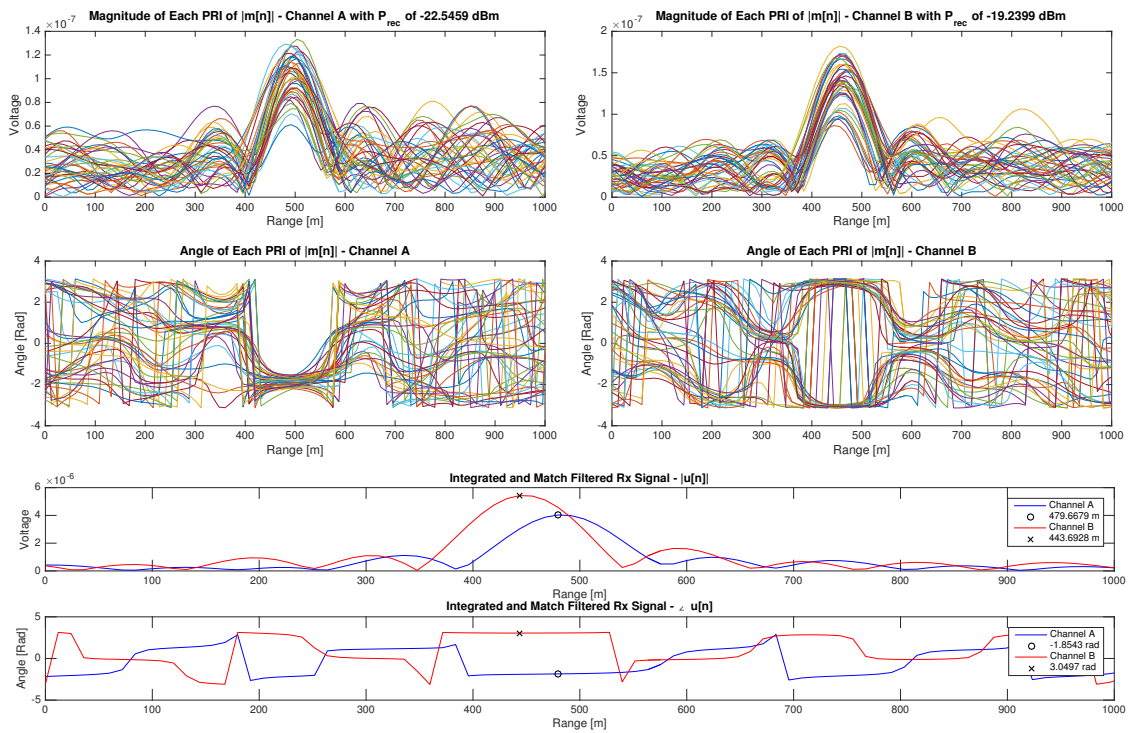 Magnitude of Each PRI of |m[n]| - Channel A with P_rec of -22.5459 dBm
×10^-7
1.4
1.2
1
0.8
0.6
0.4
0.2
0
Voltage
0 100 200 300 400 500 600 700 800 900 1000
Range [m]
Magnitude of Each PRI of |m[n]| - Channel B with P_rec of -19.2399 dBm
×10^-7
2
1.5
1
0.5
0
Voltage
0 100 200 300 400 500 600 700 800 900 1000
Range [m]
Angle of Each PRI of |m[n]| - Channel A
4
2
0
-2
-4
Angle [Rad]
0 100 200 300 400 500 600 700 800 900 1000
Range [m]
Angle of Each PRI of |m[n]| - Channel B
4
2
0
-2
-4
Angle [Rad]
0 100 200 300 400 500 600 700 800 900 1000
Range [m]
Integrated and Match Filtered Rx Signal - |u[n]|
×10^-6
6
4
2
0
Voltage
Channel A
479.6679 m
Channel B
443.6928 m
0 100 200 300 400 500 600 700 800 900 1000
Range [m]
Integrated and Match Filtered Rx Signal - ∠ u[n]
5
0
-5
Angle [Rad]
Channel A
-1.8543 rad
Channel B
3.0497 rad
0 100 200 300 400 500 600 700 800 900 1000
Range [m]